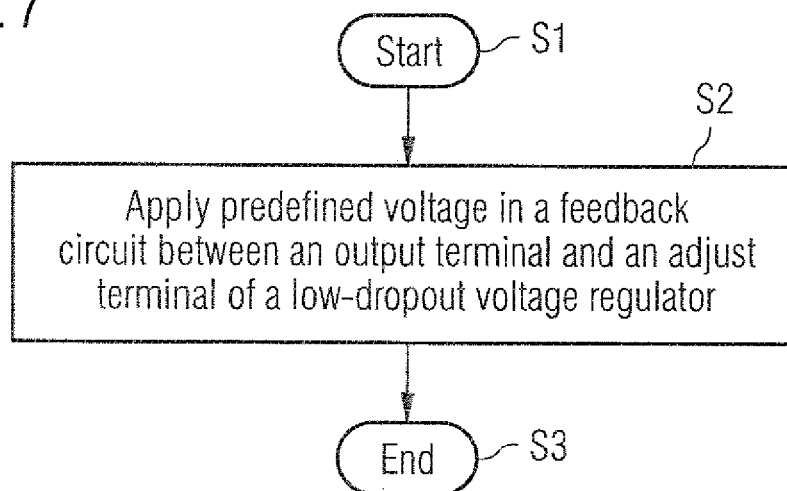 7
Start S1
S2
Apply predefined voltage in a feedback
circuit between an output terminal and an adjust
terminal of a low-dropout voltage regulator
End S3